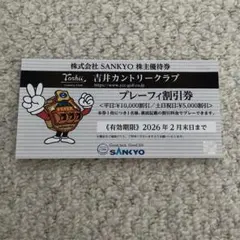 株式会社 SANKYO 株主優待券
Yoshii 吉井カントリークラブ
プレーフィ割引券
<平日:¥10,000割引/土日祝日:¥5,000割引>
《有効期限》2026年2月末日まで
SANKYO